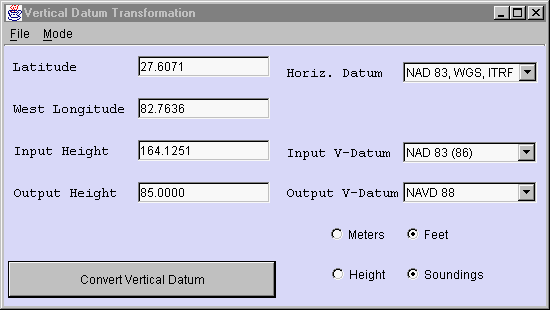 Vertical Datum Transformation
File Mode
Latitude 27.6071 Horiz. Datum NAD 83, WGS, ITRF
West Longitude 82.7636
Input Height 164.1251 Input V-Datum NAD 83 (86)
Output Height 85.0000 Output V-Datum NAVD 88
Meters Feet
Convert Vertical Datum Height Soundings